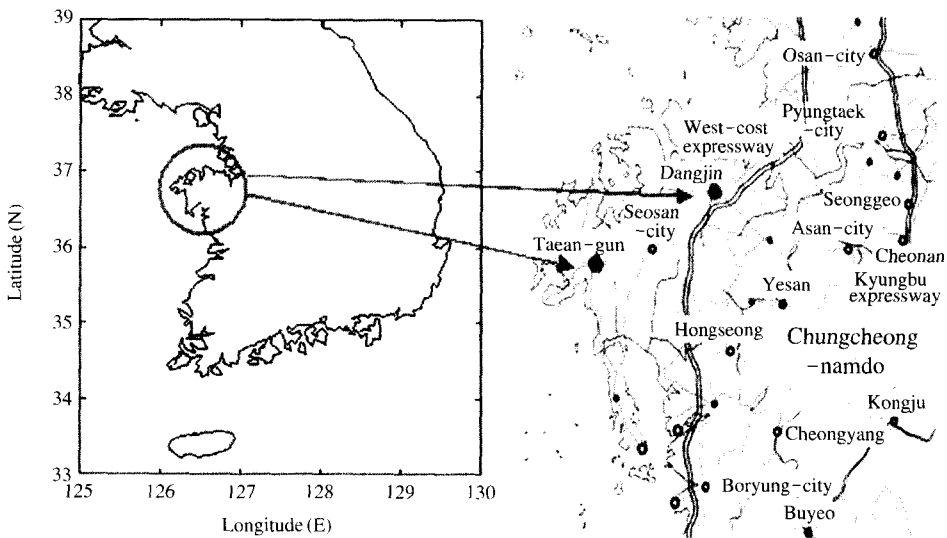 39
38
37
36
35
34
33
125
126
127
128
129
130
Latitude (N)
Longitude (E)
Osan-city
Pyungtaek
-city
West-cost
expressway
Dangjin
Seonggeo
Seosan
-city
Asan-city
Taean-gun
Cheonan
Kyungbu
expressway
Yesan
Hongseong
Chungcheong
-namdo
Kongju
Cheongyang
Boryung-city
Buyeo